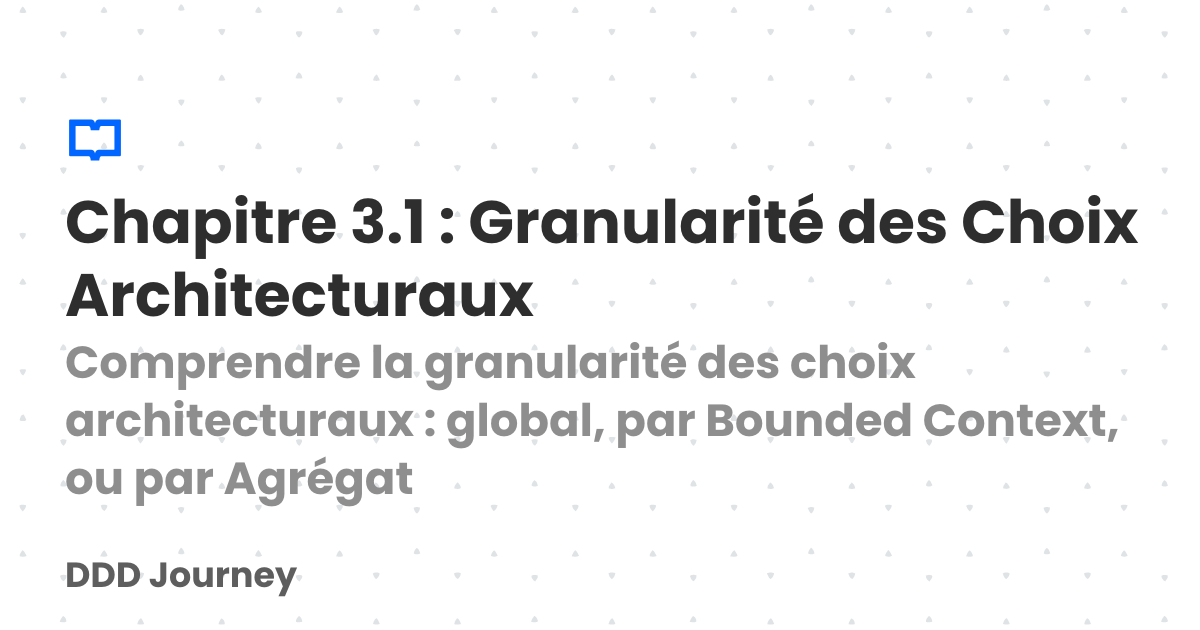 Chapitre 3.1 : Granularité des Choix
Architecturaux
Comprendre la granularité des choix
architecturaux : global, par Bounded Context,
ou par Agrégat
DDD Journey